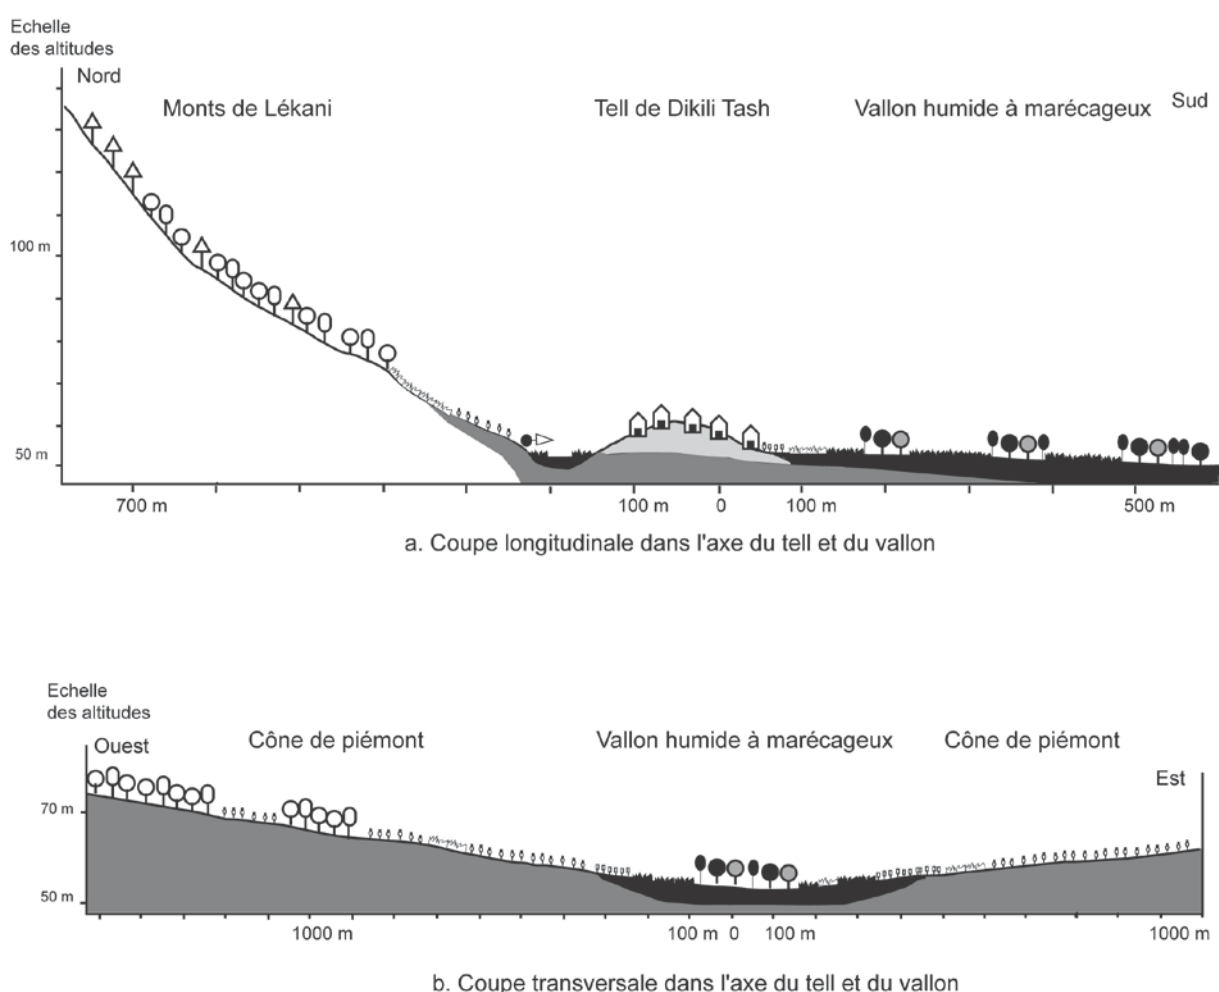 Echelle
des altitudes
Nord
Monts de Lékani
Tell de Dikili Tash
Vallon humide à marécageux
Sud
100 m
50 m
700 m
100 m
0
100 m
500 m
a. Coupe longitudinale dans l'axe du tell et du vallon
Echelle
des altitudes
Ouest
Cône de piémont
Vallon humide à marécageux
Cône de piémont
Est
70 m
50 m
1000 m
100 m
0
100 m
1000 m
b. Coupe transversale dans l'axe du tell et du vallon